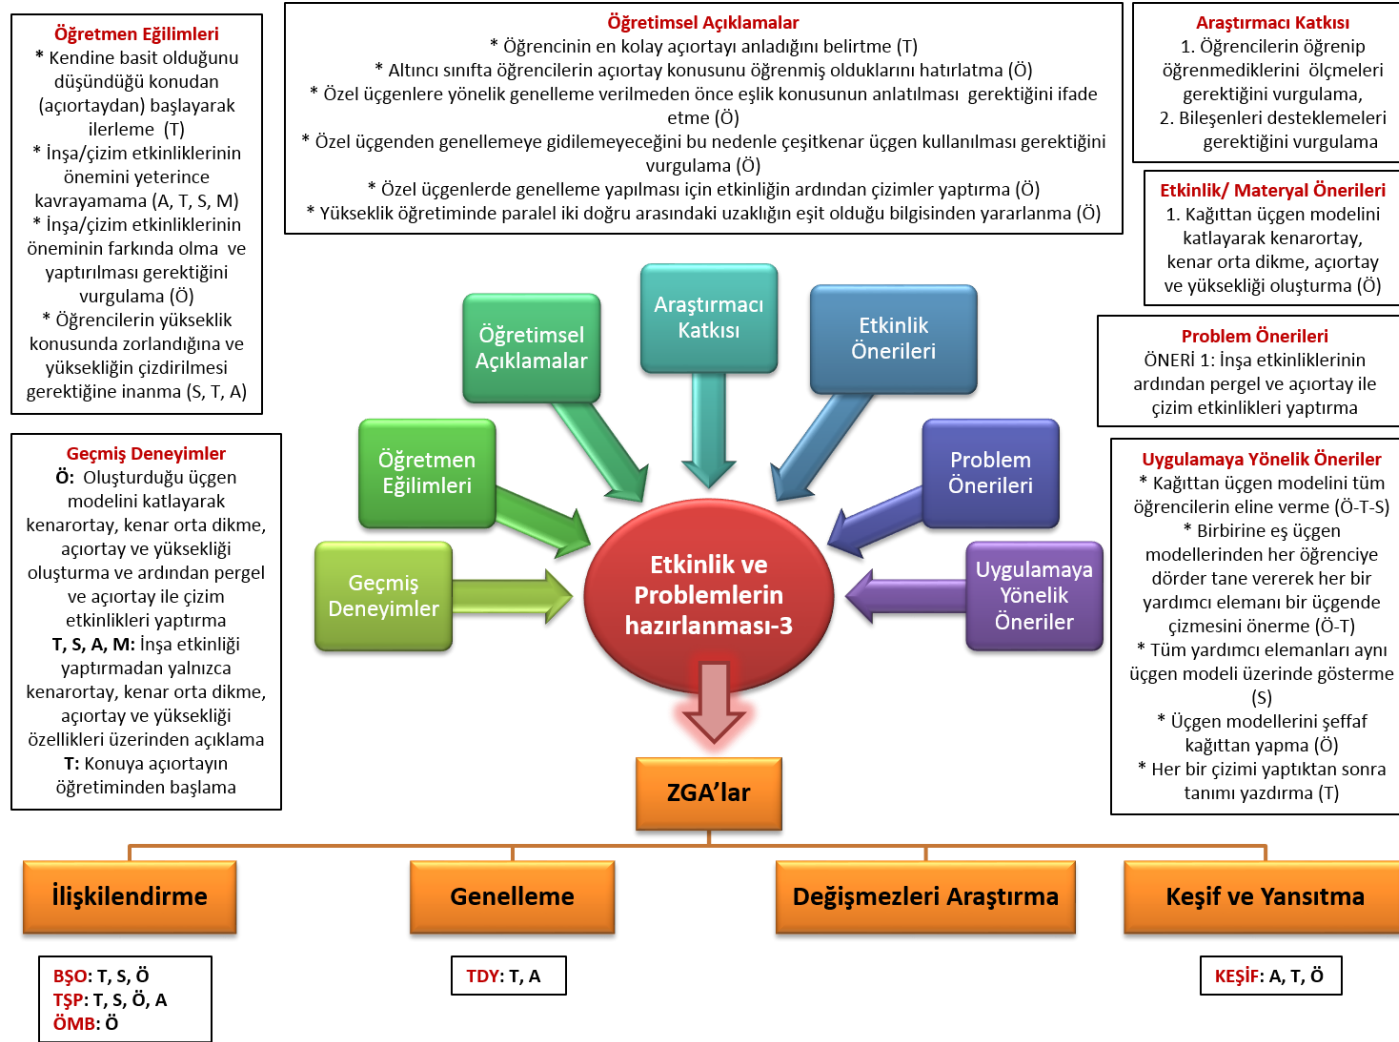 Öğretmen Eğilimleri
* Kendine basit olduğunu
düşündüğü konudan
(açıortaydan) başlayarak
ilerleme (T)
* İnşa/çizim etkinliklerinin
önemini yeterince
kavrayamama (A, T, S, M)
* İnşa/çizim etkinliklerinin
öneminin farkında olma ve
yaptırılması gerektiğini
vurgulama (Ö)
* Öğrencilerin yükseklik
konusunda zorlandığına ve
yüksekliğin çizdirilmesi
gerektiğine inanma (S, T, A)
Öğretimsel Açıklamalar
* Öğrencinin en kolay açıortayı anladığını belirtme (T)
* Altıncı sınıfta öğrencilerin açıortay konusunu öğrenmiş olduklarını hatırlatma (Ö)
* Özel üçgenlere yönelik genelleme verilmeden önce eşlik konusunun anlatılması gerektiğini ifade
etme (Ö)
* Özel üçgenden genellemeye gidilemeyeceğini bu nedenle çeşitkenar üçgen kullanılması gerektiğini
vurgulama (Ö)
* Özel üçgenlerde genelleme yapılması için etkinliğin ardından çizimler yaptırma (Ö)
* Yükseklik öğretiminde paralel iki doğru arasındaki uzaklığın eşit olduğu bilgisinden yararlanma (Ö)
Araştırmacı Katkısı
1. Öğrencilerin öğrenip
öğrenmediklerini ölçmeleri
gerektiğini vurgulama,
2. Bileşenleri desteklemeleri
gerektiğini vurgulama
Etkinlik/ Materyal Önerileri
1. Kağıttan üçgen modelini
katlayarak kenarortay,
kenar orta dikme, açıortay
ve yüksekliği oluşturma (Ö)
Problem Önerileri
ÖNERİ 1: İnşa etkinliklerinin
ardından pergel ve açıortay ile
çizim etkinlikleri yaptırma
Geçmiş Deneyimler
Ö: Oluşturduğu üçgen
modelini katlayarak
kenarortay, kenar orta dikme,
açıortay ve yüksekliği
oluşturma ve ardından pergel
ve açıortay ile çizim
etkinlikleri yaptırma
T, S, A, M: İnşa etkinliği
yaptırmadan yalnızca
kenarortay, kenar orta dikme,
açıortay ve yüksekliği
özellikleri üzerinden açıklama
T: Konuya açıortayın
öğretiminden başlama
Uygulamaya Yönelik Öneriler
* Kağıttan üçgen modelini tüm
öğrencilerin eline verme (Ö-T-S)
* Birbirine eş üçgen
modellerinden her öğrenciye
dörder tane vererek her bir
yardımcı elemanı bir üçgende
çizmesini önerme (Ö-T)
* Tüm yardımcı elemanları aynı
üçgen modeli üzerinde gösterme
(S)
* Üçgen modellerini şeffaf
kağıttan yapma (Ö)
* Her bir çizimi yaptıktan sonra
tanımı yazdırma (T)
Geçmiş
Deneyimler
Öğretmen
Eğilimleri
Öğretimsel
Açıklamalar
Araştırmacı
Katkısı
Etkinlik
Önerileri
Problem
Önerileri
Uygulamaya
Yönelik
Öneriler
Etkinlik ve
Problemlerin
hazırlanması-3
ZGA'lar
İlişkilendirme
Genelleme
Değişmezleri Araştırma
Keşif ve Yansıtma
BŞO: T, S, Ö
TŞP: T, S, Ö, A
ÖMB: Ö
TDY: T, A
KEŞİF: A, T, Ö